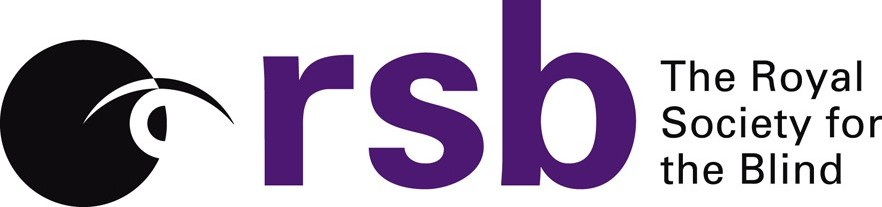 rsb
The Royal
Society for
the Blind